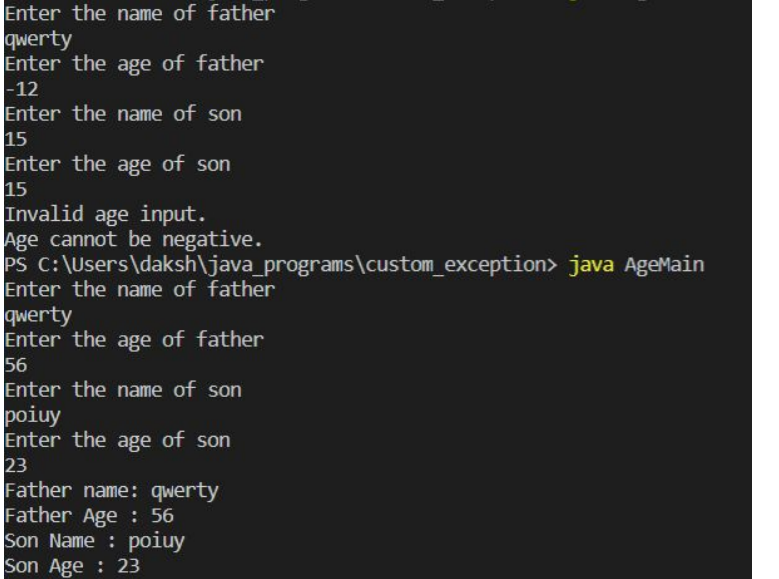 Enter the name of father
qwerty
Enter the age of father
-12
Enter the name of son
15
Enter the age of son
15
Invalid age input.
Age cannot be negative.
PS C:\Users\daksh\java_programs\custom_exception> java AgeMain
Enter the name of father
qwerty
Enter the age of father
56
Enter the name of son
poiuy
Enter the age of son
23
Father name: qwerty
Father Age : 56
Son Name : poiuy
Son Age : 23